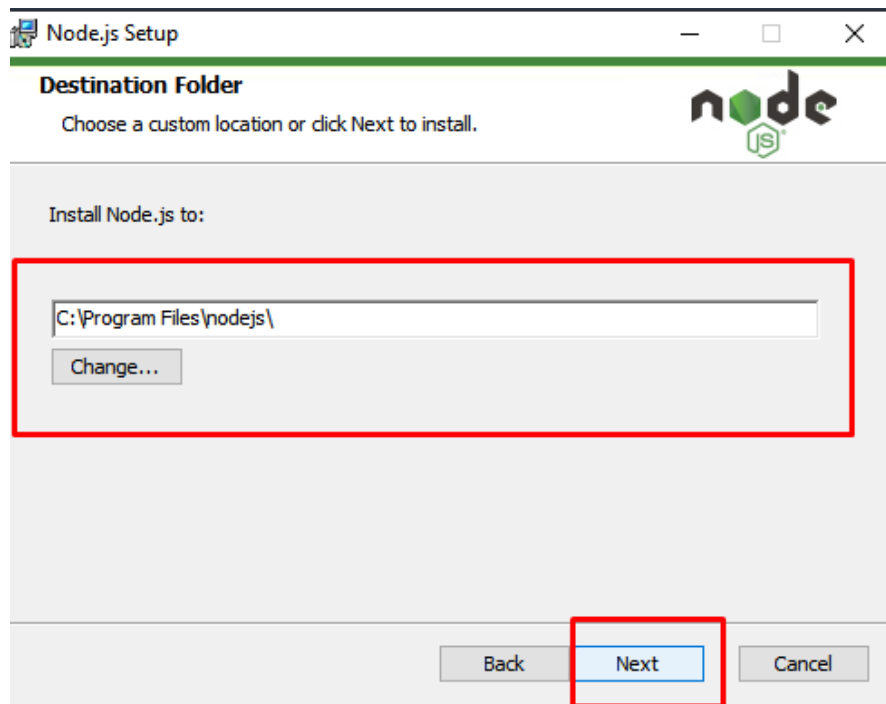 Node.js Setup
Destination Folder
Choose a custom location or click Next to install.
node
JS
Install Node.js to:
C:\Program Files\nodejs\
Change...
Back Next Cancel